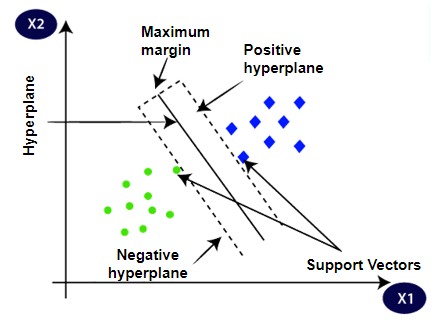 X2
Maximum
margin
Positive
hyperplane
Hyperplane
Negative
hyperplane
Support Vectors
X1